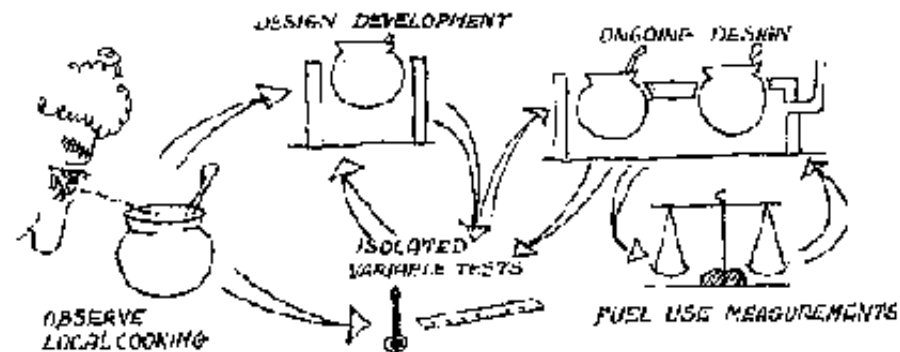 DESIGN DEVELOPMENT
ONGOING DESIGN
ISOLATED
VARIABLE TESTS
OBSERVE
LOCAL COOKING
FUEL USE MEASUREMENTS